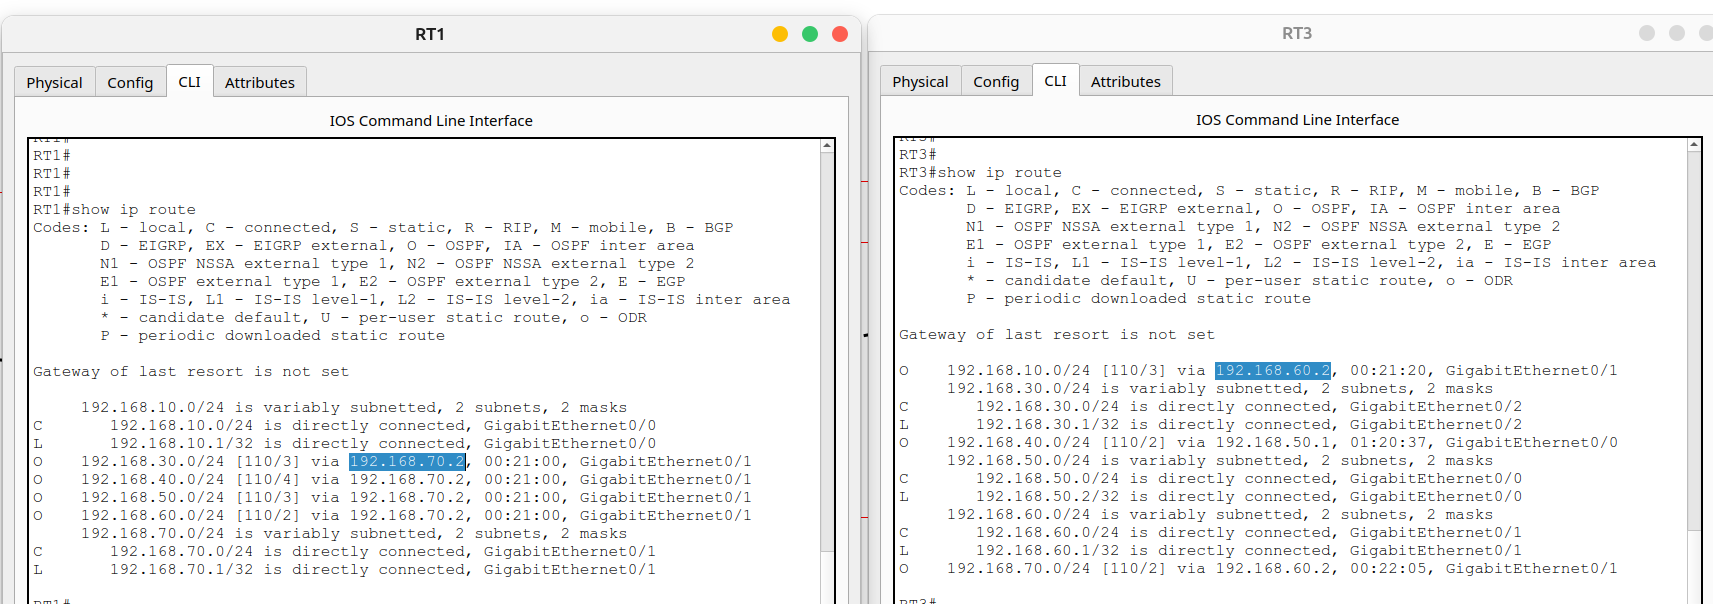 RT1
Physical Config CLI Attributes
IOS Command Line Interface
RT1#
RT1#
RT1#
RT1#
RT1#show ip route
Codes: L - local, C - connected, S - static, R - RIP, M - mobile, B - BGP
D - EIGRP, EX - EIGRP external, O - OSPF, IA - OSPF inter area
N1 - OSPF NSSA external type 1, N2 - OSPF NSSA external type 2
E1 - OSPF external type 1, E2 - OSPF external type 2, E - EGP
i - IS-IS, L1 - IS-IS level-1, L2 - IS-IS level-2, ia - IS-IS inter area
* - candidate default, U - per-user static route, o - ODR
P - periodic downloaded static route
Gateway of last resort is not set
192.168.10.0/24 is variably subnetted, 2 subnets, 2 masks
C 192.168.10.0/24 is directly connected, GigabitEthernet0/0
L 192.168.10.1/32 is directly connected, GigabitEthernet0/0
O 192.168.30.0/24 [110/3] via 192.168.70.2, 00:21:00, GigabitEthernet0/1
O 192.168.40.0/24 [110/4] via 192.168.70.2, 00:21:00, GigabitEthernet0/1
O 192.168.50.0/24 [110/3] via 192.168.70.2, 00:21:00, GigabitEthernet0/1
O 192.168.60.0/24 [110/2] via 192.168.70.2, 00:21:00, GigabitEthernet0/1
192.168.70.0/24 is variably subnetted, 2 subnets, 2 masks
C 192.168.70.0/24 is directly connected, GigabitEthernet0/1
L 192.168.70.1/32 is directly connected, GigabitEthernet0/1
RT1#
RT3
Physical Config CLI Attributes
IOS Command Line Interface
RT3#
RT3#
RT3#show ip route
Codes: L - local, C - connected, S - static, R - RIP, M - mobile, B - BGP
D - EIGRP, EX - EIGRP external, O - OSPF, IA - OSPF inter area
N1 - OSPF NSSA external type 1, N2 - OSPF NSSA external type 2
E1 - OSPF external type 1, E2 - OSPF external type 2, E - EGP
i - IS-IS, L1 - IS-IS level-1, L2 - IS-IS level-2, ia - IS-IS inter area
* - candidate default, U - per-user static route, o - ODR
P - periodic downloaded static route
Gateway of last resort is not set
O 192.168.10.0/24 [110/3] via 192.168.60.2, 00:21:20, GigabitEthernet0/1
192.168.30.0/24 is variably subnetted, 2 subnets, 2 masks
C 192.168.30.0/24 is directly connected, GigabitEthernet0/2
L 192.168.30.1/32 is directly connected, GigabitEthernet0/2
O 192.168.40.0/24 [110/2] via 192.168.50.1, 01:20:37, GigabitEthernet0/0
192.168.50.0/24 is variably subnetted, 2 subnets, 2 masks
C 192.168.50.0/24 is directly connected, GigabitEthernet0/0
L 192.168.50.2/32 is directly connected, GigabitEthernet0/0
192.168.60.0/24 is variably subnetted, 2 subnets, 2 masks
C 192.168.60.0/24 is directly connected, GigabitEthernet0/1
L 192.168.60.1/32 is directly connected, GigabitEthernet0/1
O 192.168.70.0/24 [110/2] via 192.168.60.2, 00:22:05, GigabitEthernet0/1
RT3#